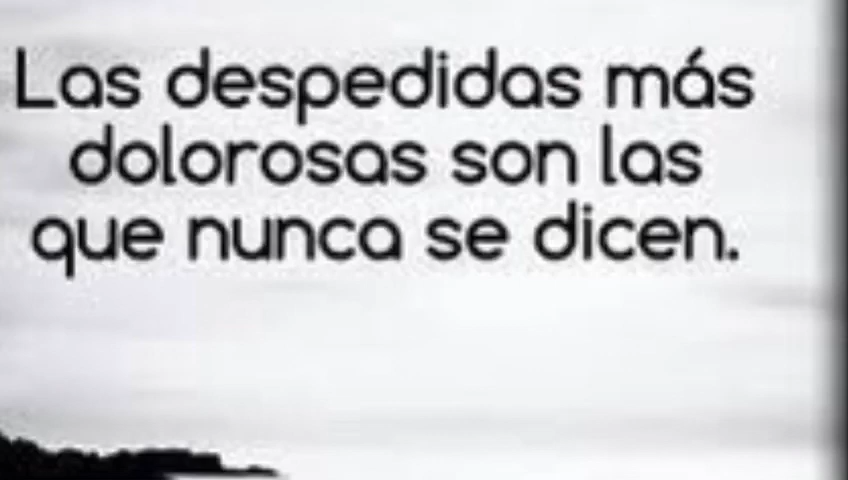 Las despedidas más
dolorosas son las
que nunca se dicen.